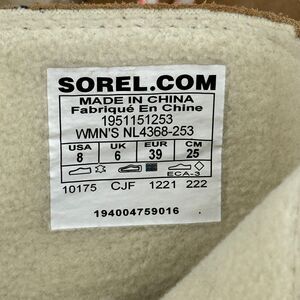 SOREL.COM
MADE IN CHINA
Fabriqué En Chine
1951151253
WMN'S NL4368-253
USA UK EUR CM
8 6 39 25
ECA-3
10175 CJF 1221 222
194004759016